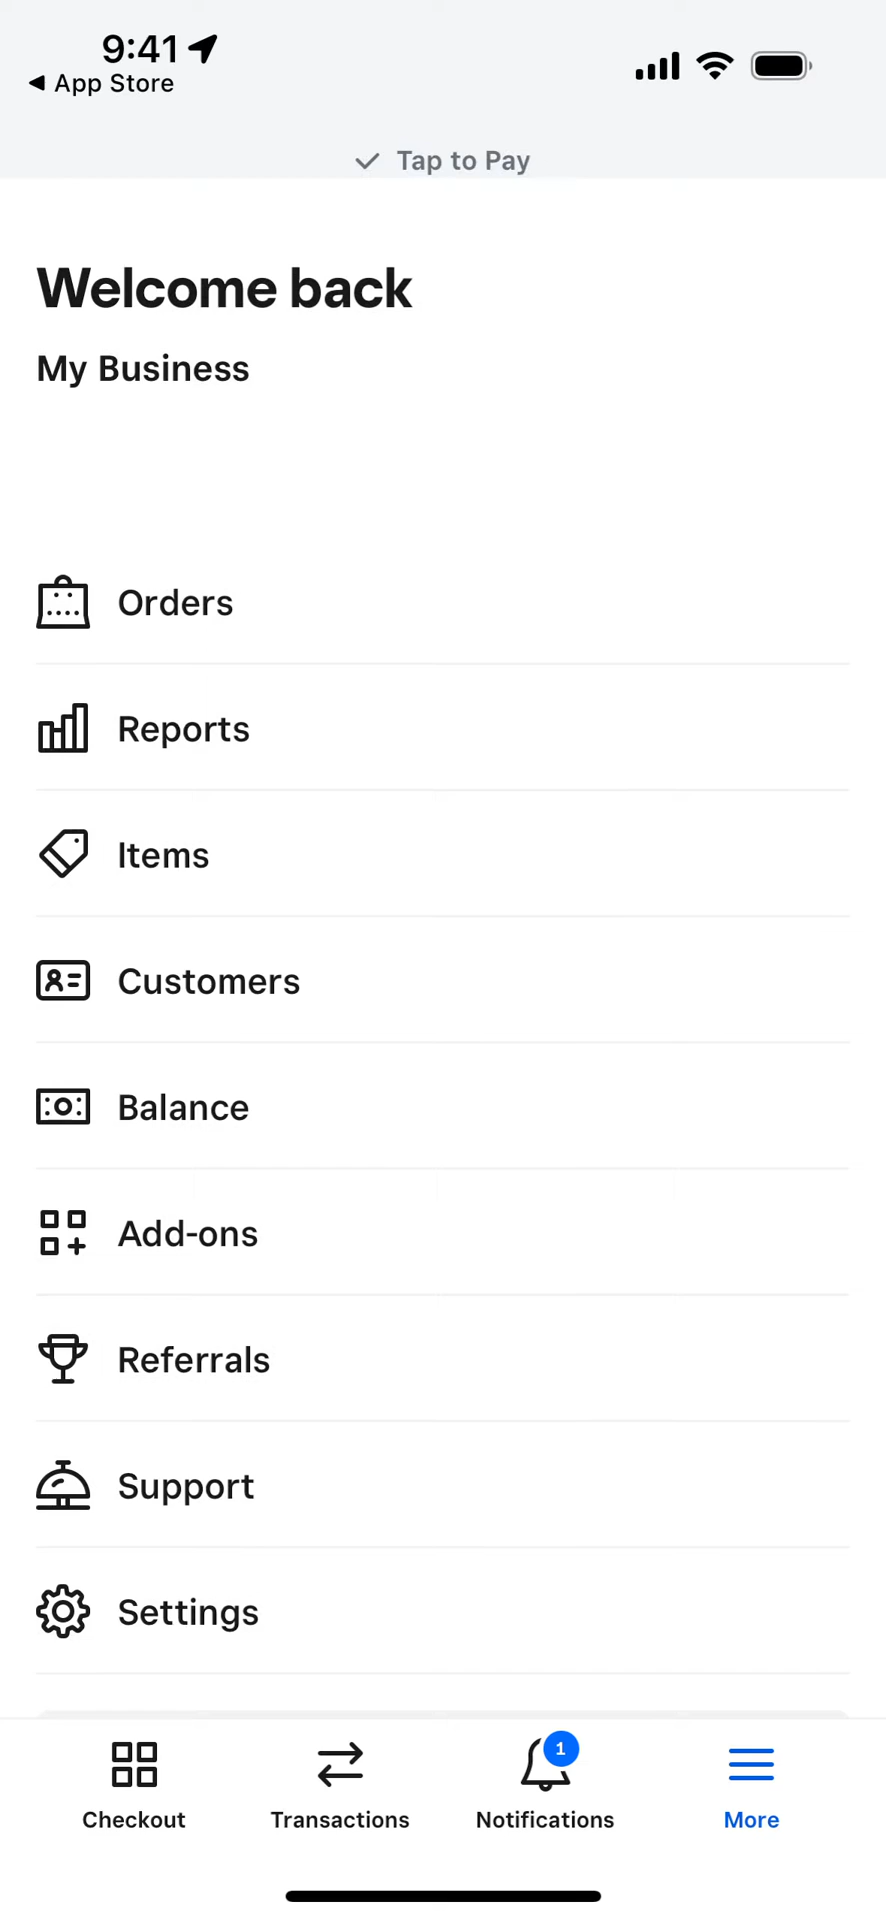 9:41
App Store
Tap to Pay
Welcome back
My Business
Orders
Reports
Items
Customers
Balance
Add-ons
Referrals
Support
Settings
1
Checkout
Transactions
Notifications
More